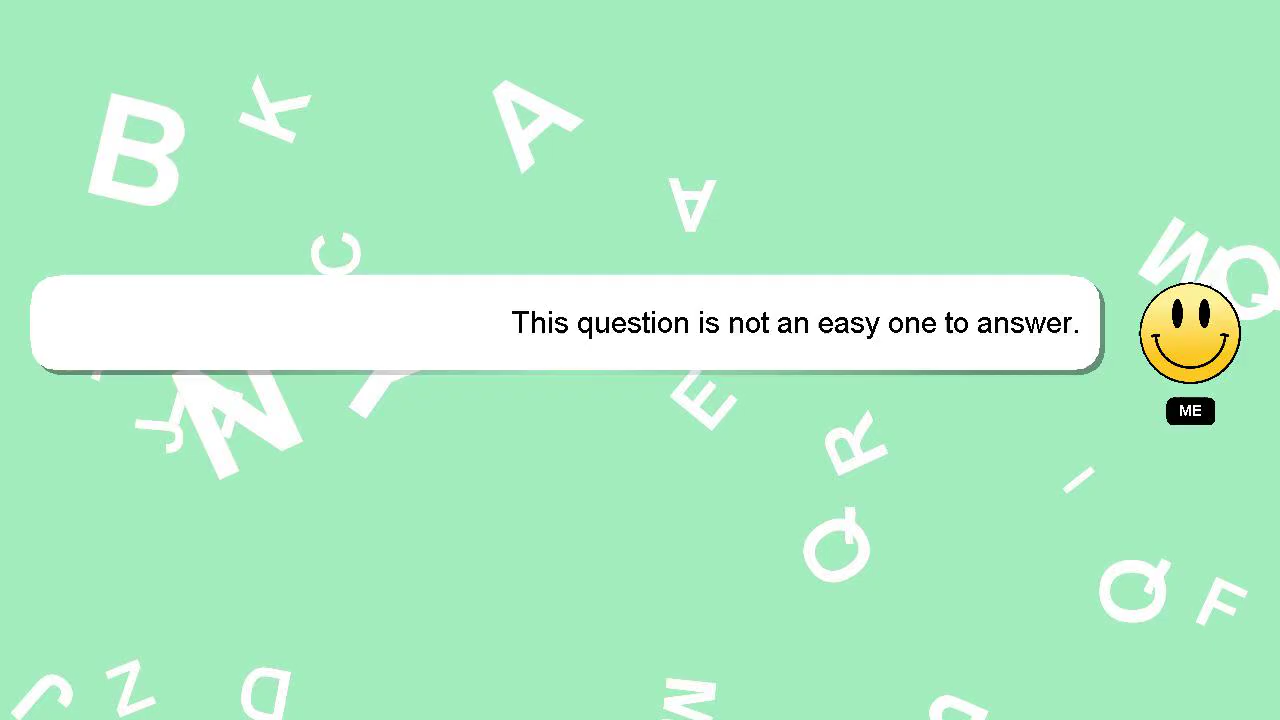 B
K
A
A
C
M
Q
This question is not an easy one to answer.
ME
N
J
A
Y
E
R
I
Q
Q
F
J
Z
D
M